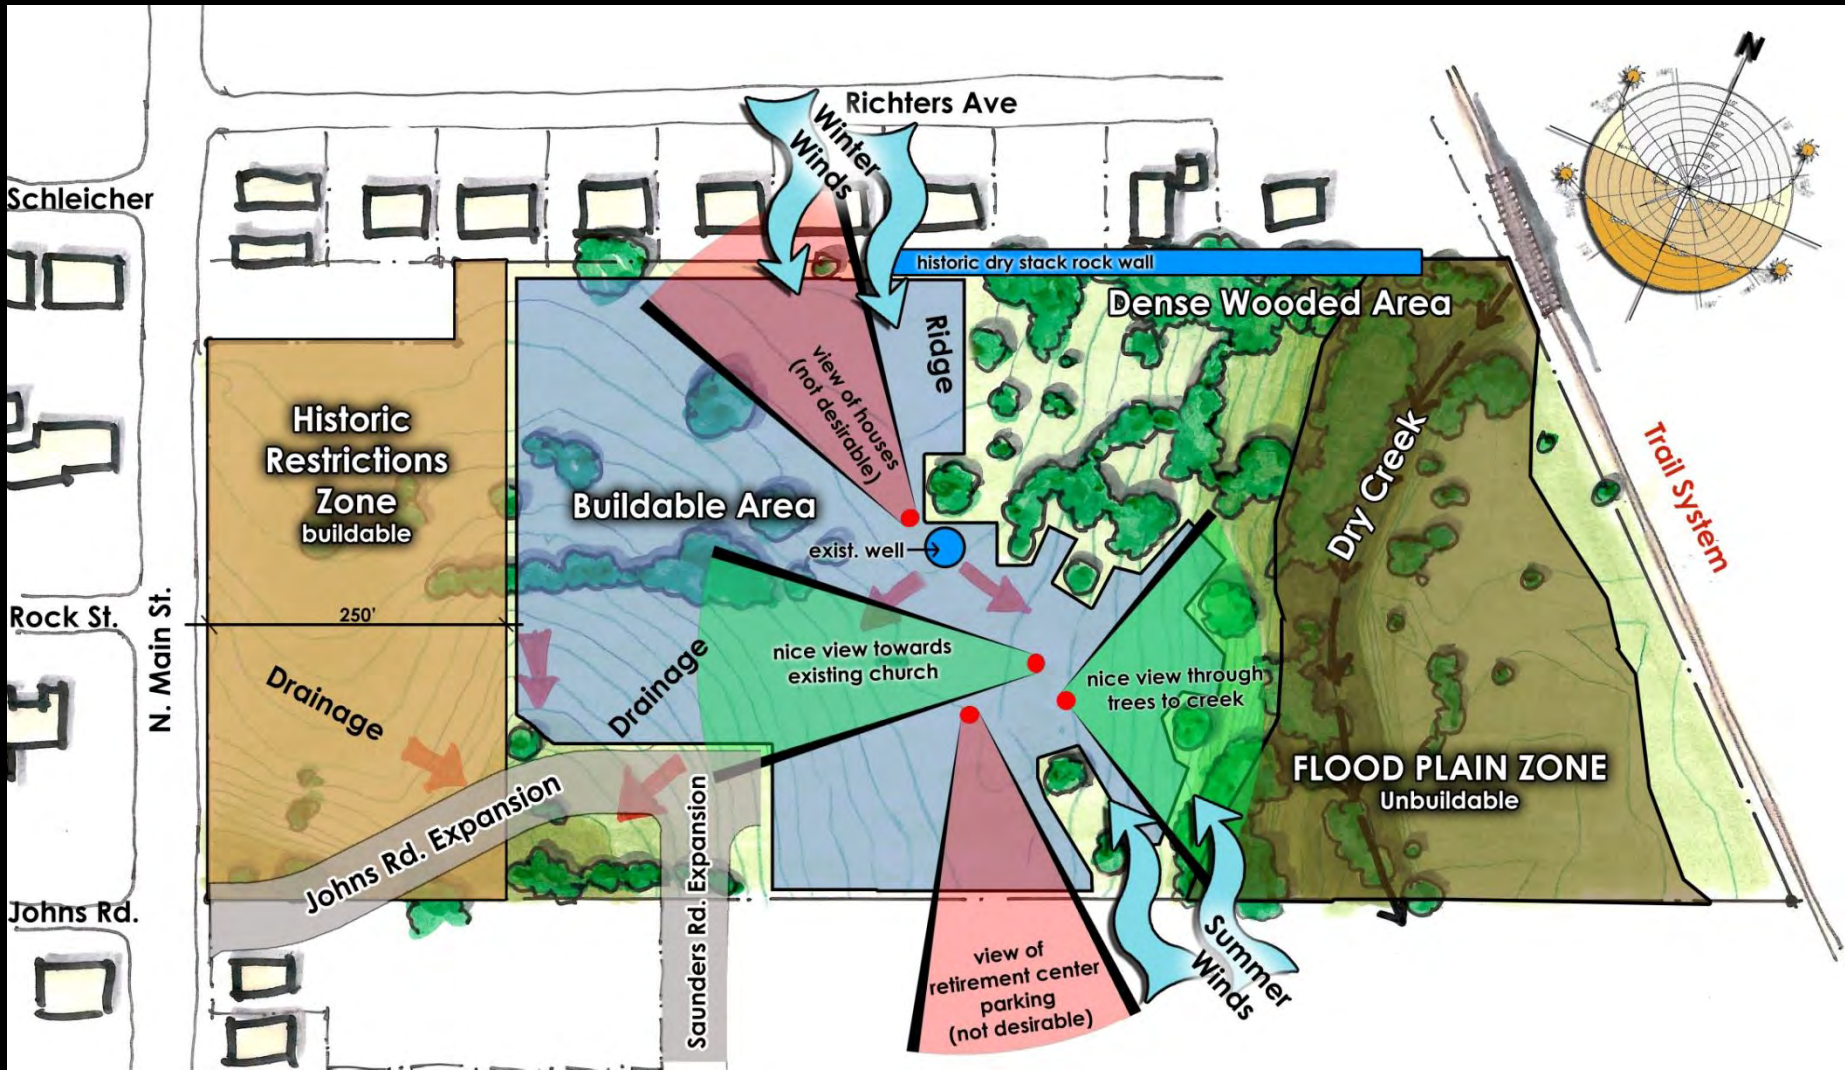 N
Richters Ave
Winter
Winds
Schleicher
historic dry stack rock wall
Dense Wooded Area
Ridge
view of houses
(not desirable)
Historic
Restrictions
Zone
buildable
Buildable Area
exist. well
Dry Creek
Trail System
Rock St.
N. Main St.
250'
Drainage
Drainage
nice view towards
existing church
nice view through
trees to creek
FLOOD PLAIN ZONE
Unbuildable
Johns Rd. Expansion
Saunders Rd. Expansion
Johns Rd.
view of
retirement center
parking
(not desirable)
Summer
Winds